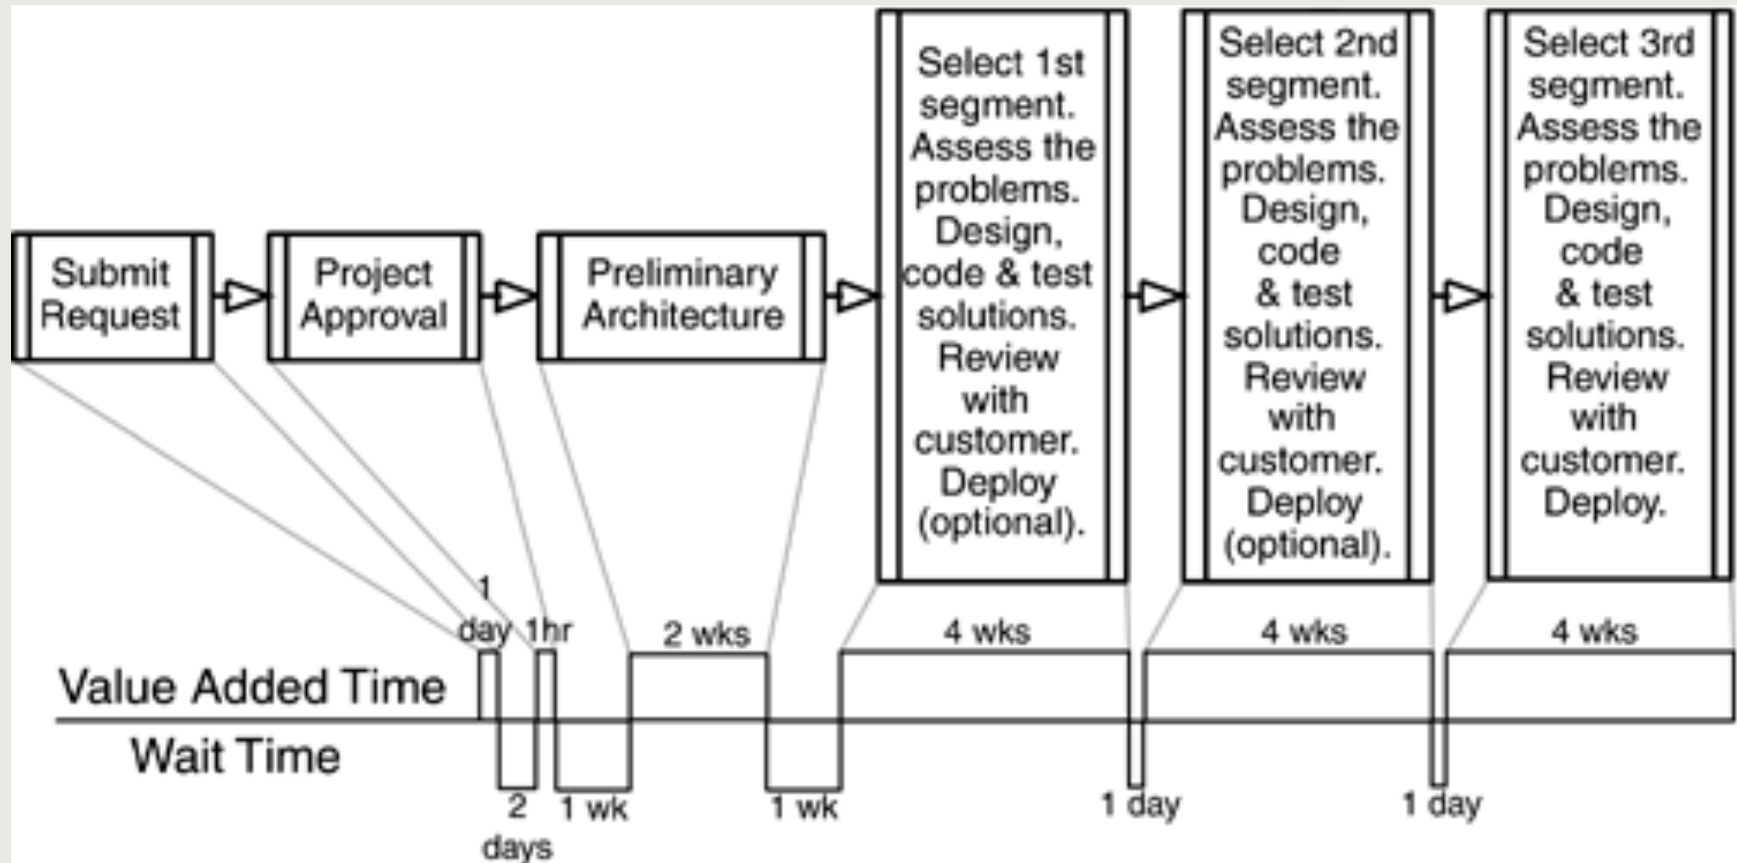 Submit
Request
Project
Approval
Preliminary
Architecture
Select 1st
segment.
Assess the
problems.
Design,
code & test
solutions.
Review
with
customer.
Deploy
(optional).
Select 2nd
segment.
Assess the
problems.
Design,
code
& test
solutions.
Review
with
customer.
Deploy
(optional).
Select 3rd
segment.
Assess the
problems.
Design,
code
& test
solutions.
Review
with
customer.
Deploy.
1
day
1hr
2 wks
4 wks
4 wks
4 wks
Value Added Time
Wait Time
2
days
1 wk
1 wk
1 day
1 day